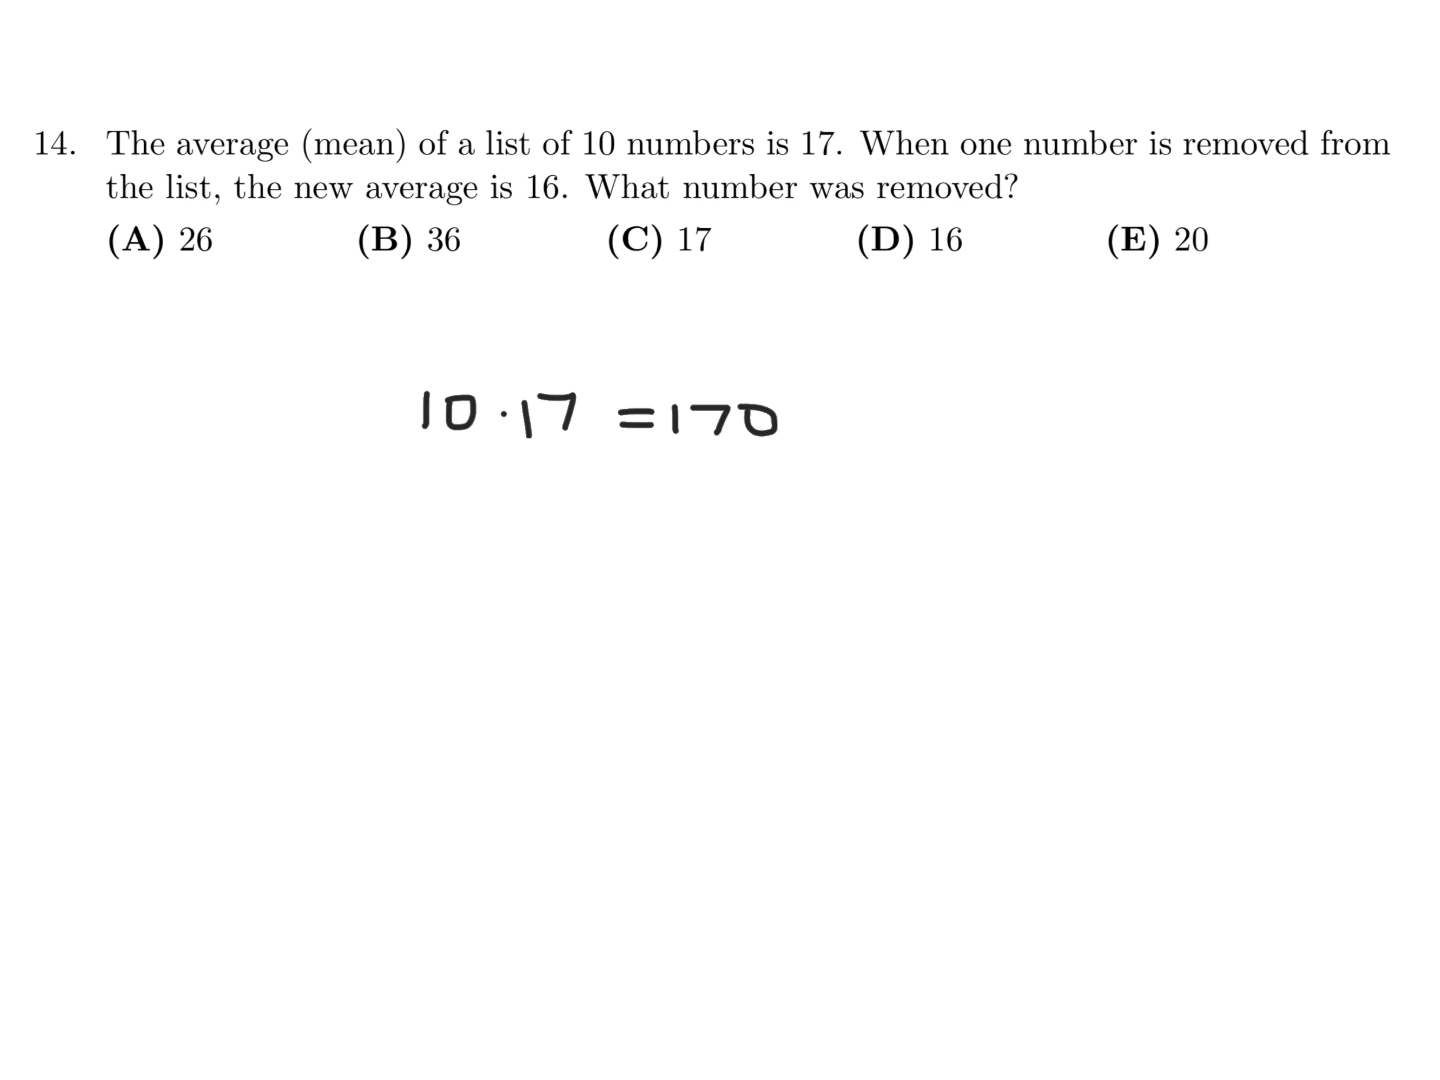 14. The average (mean) of a list of 10 numbers is 17. When one number is removed from
the list, the new average is 16. What number was removed?
(A) 26 (B) 36 (C) 17 (D) 16 (E) 20
10 · 17 = 170